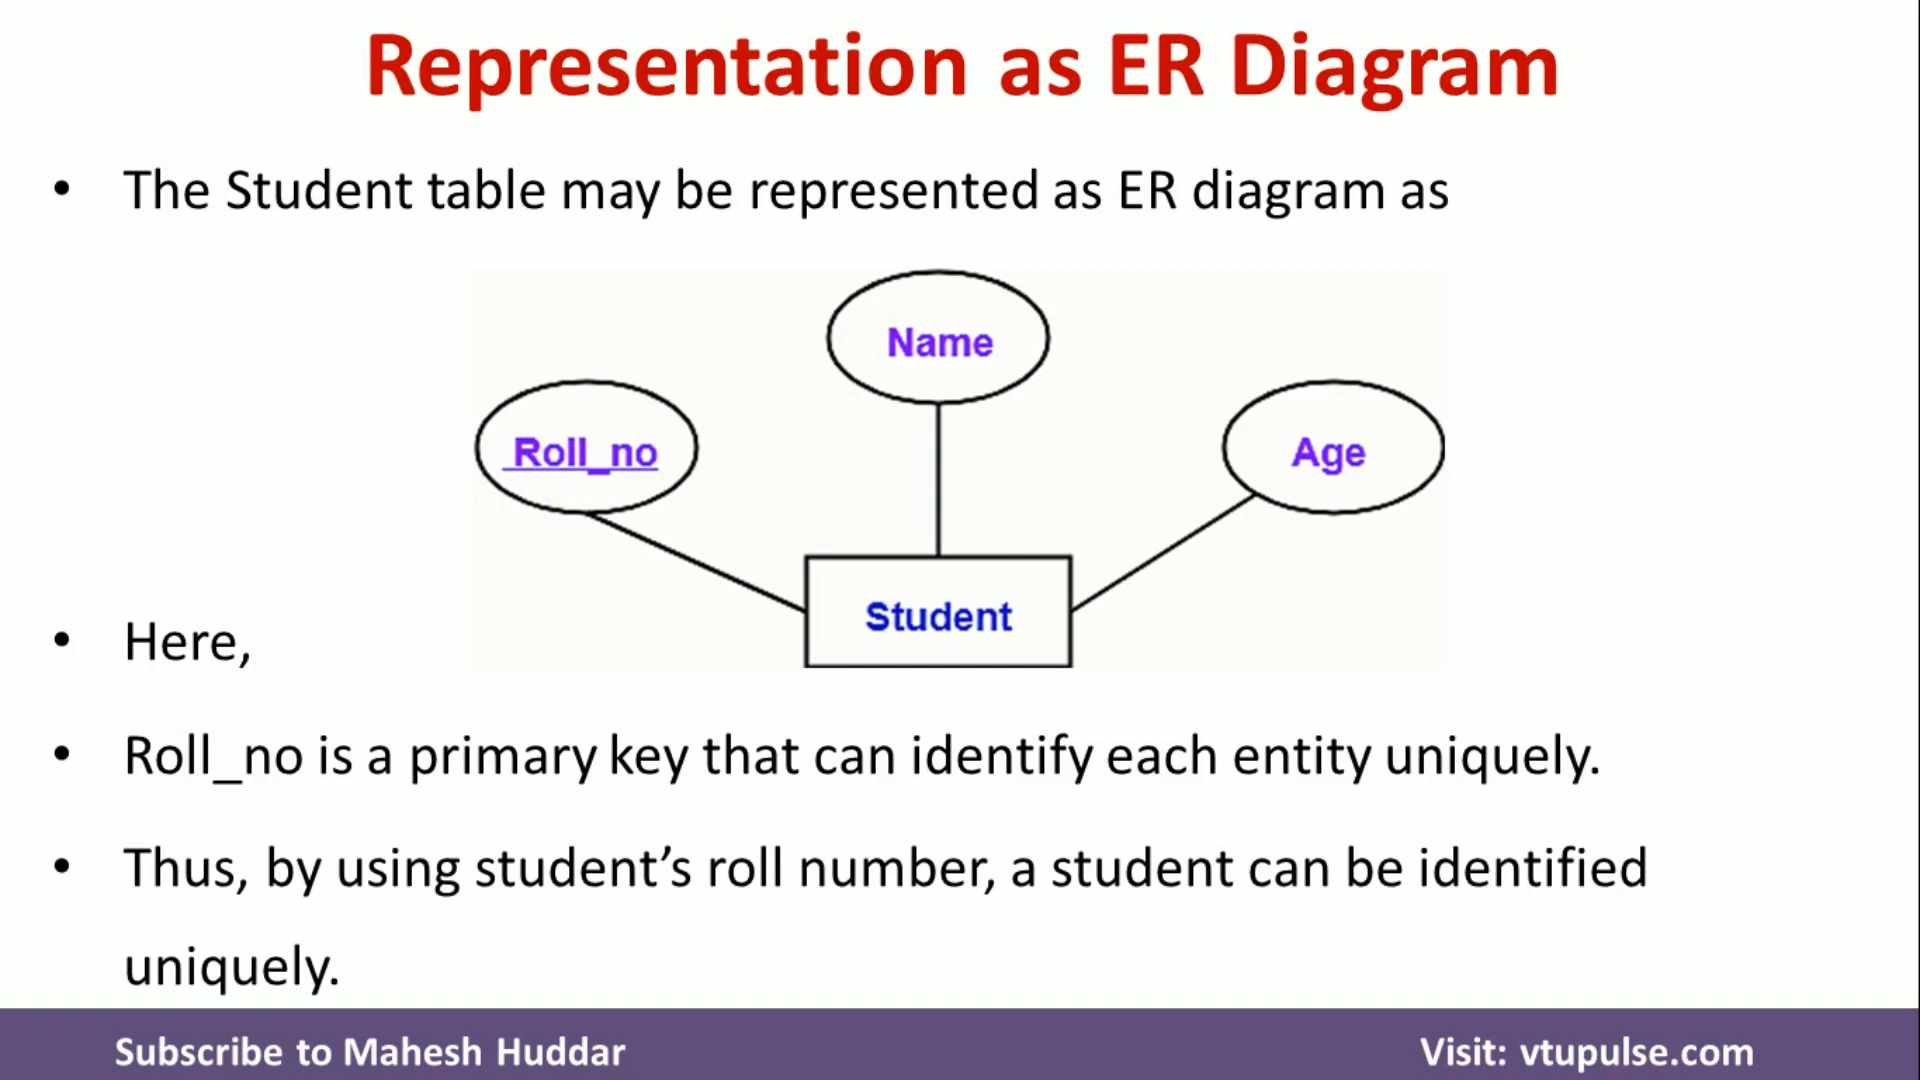 Representation as ER Diagram
• The Student table may be represented as ER diagram as
Name
Roll_no
Age
Student
• Here,
• Roll_no is a primary key that can identify each entity uniquely.
• Thus, by using student’s roll number, a student can be identified
uniquely.
Subscribe to Mahesh Huddar
Visit: vtupulse.com